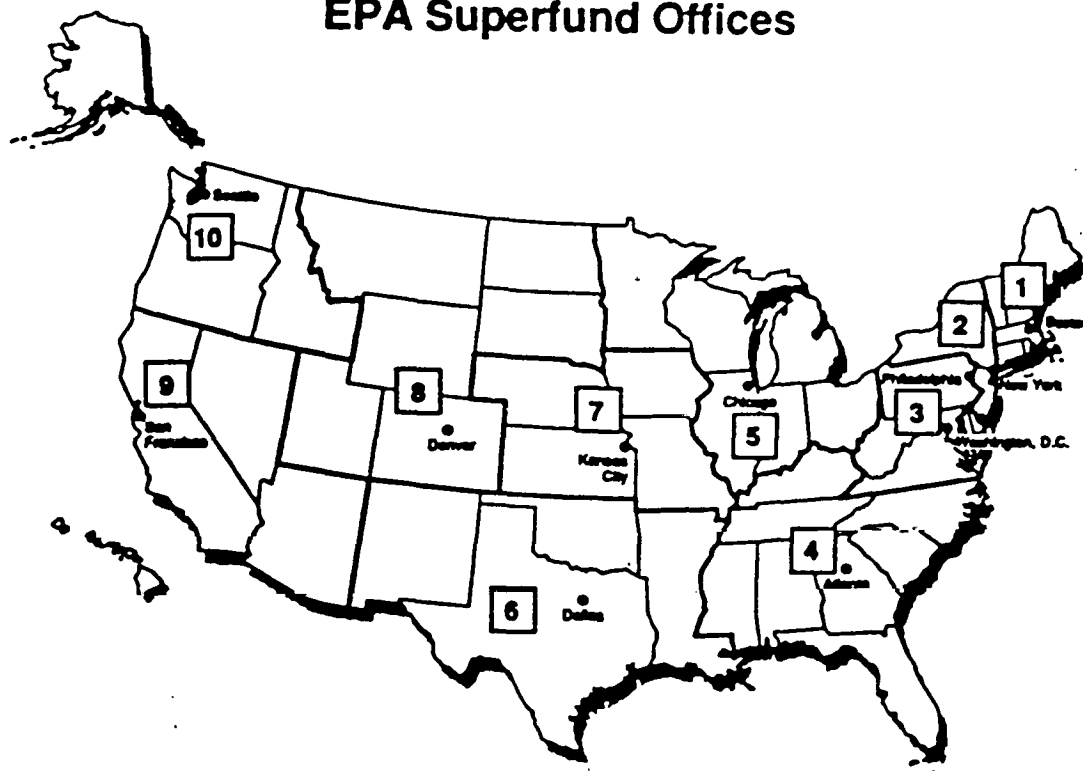 EPA Superfund Offices
Seattle
10
1
2
Boston
9
8
7
Philadelphia
New York
Chicago
3
San
Francisco
Denver
5
Washington, D.C.
Kansas
City
4
Atlanta
6
Dallas